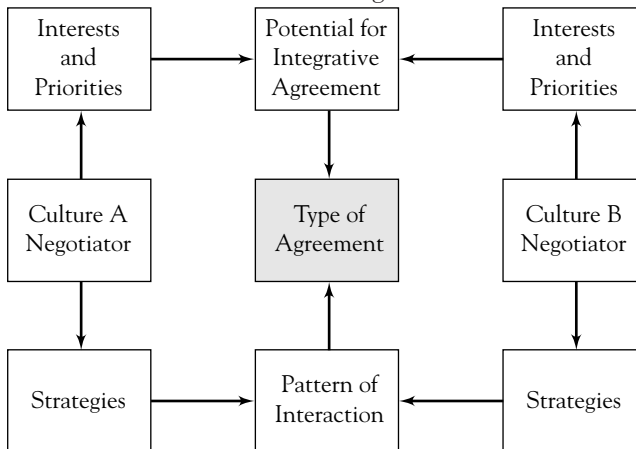 Interests
and
Priorities
Potential for
Integrative
Agreement
Interests
and
Priorities
Culture A
Negotiator
Type of
Agreement
Culture B
Negotiator
Strategies
Pattern of
Interaction
Strategies